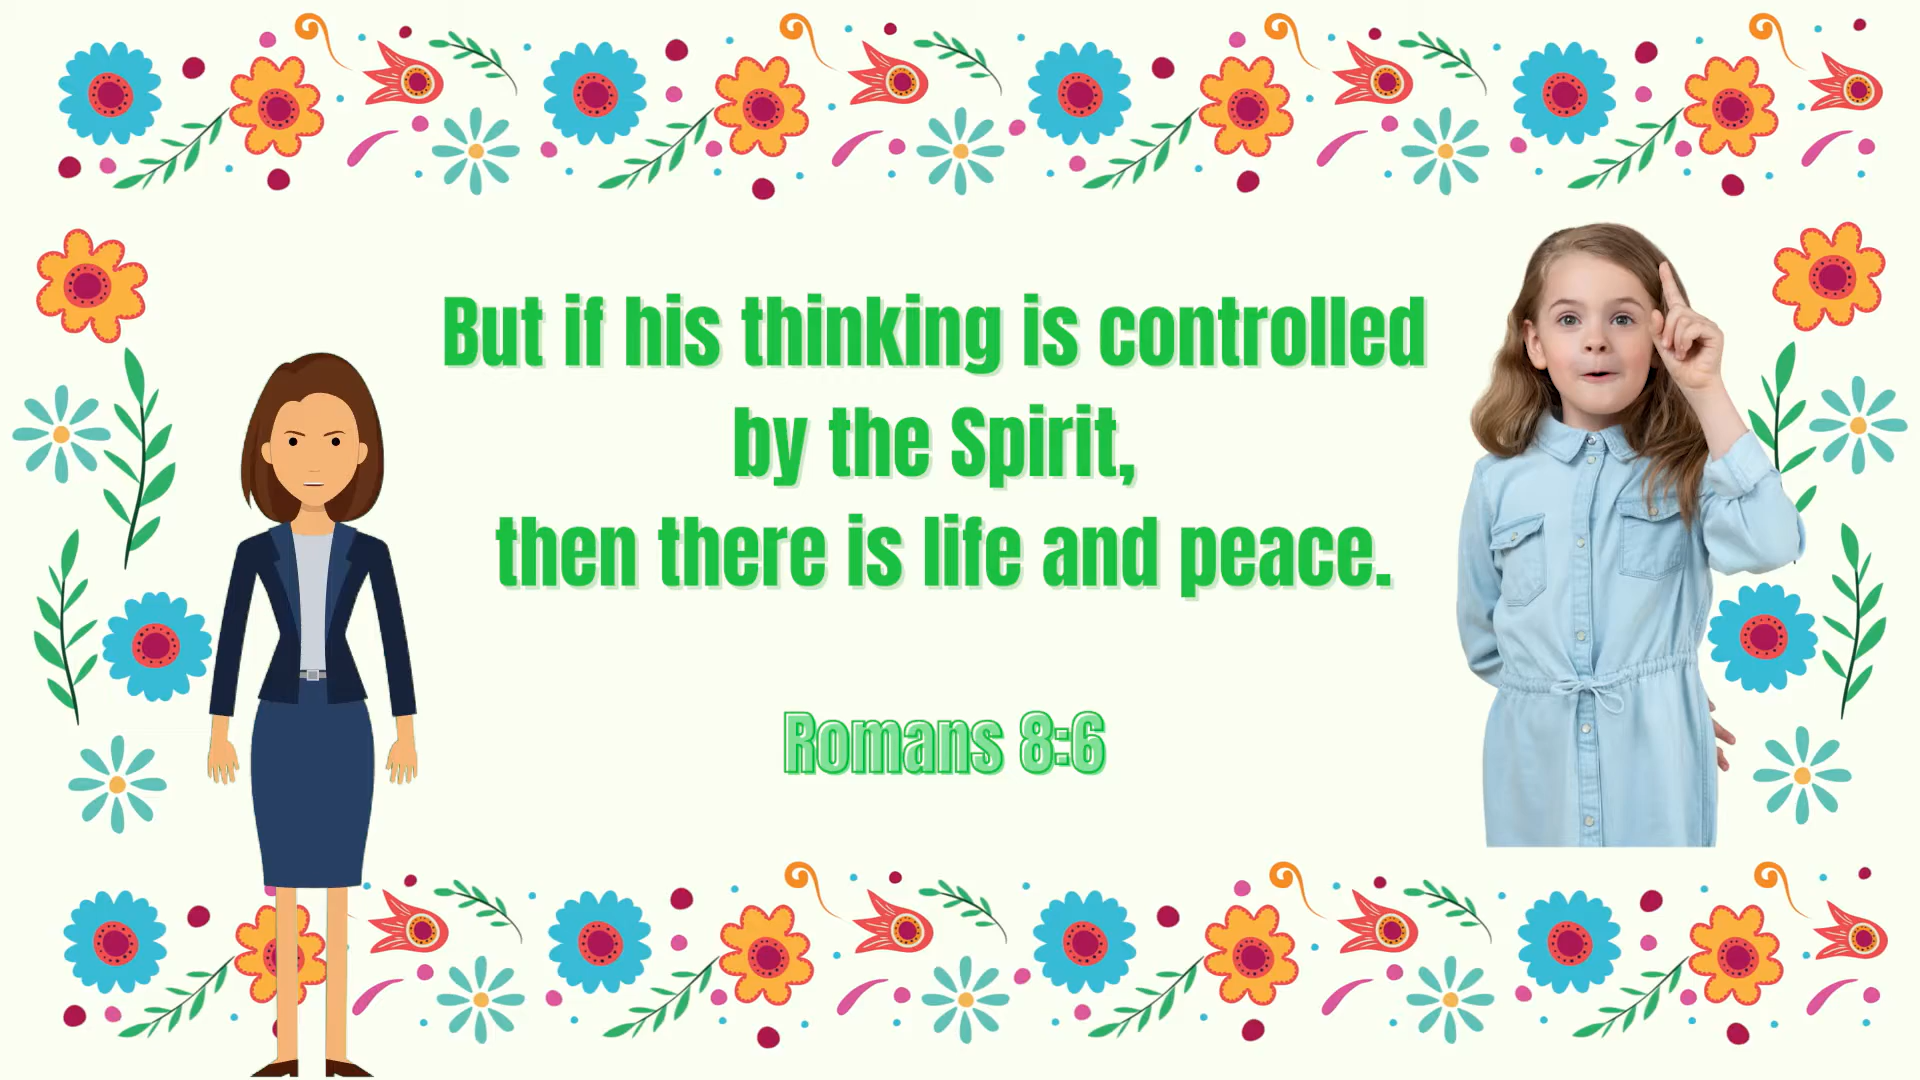 But if his thinking is controlled
by the Spirit,
then there is life and peace.
Romans 8:6